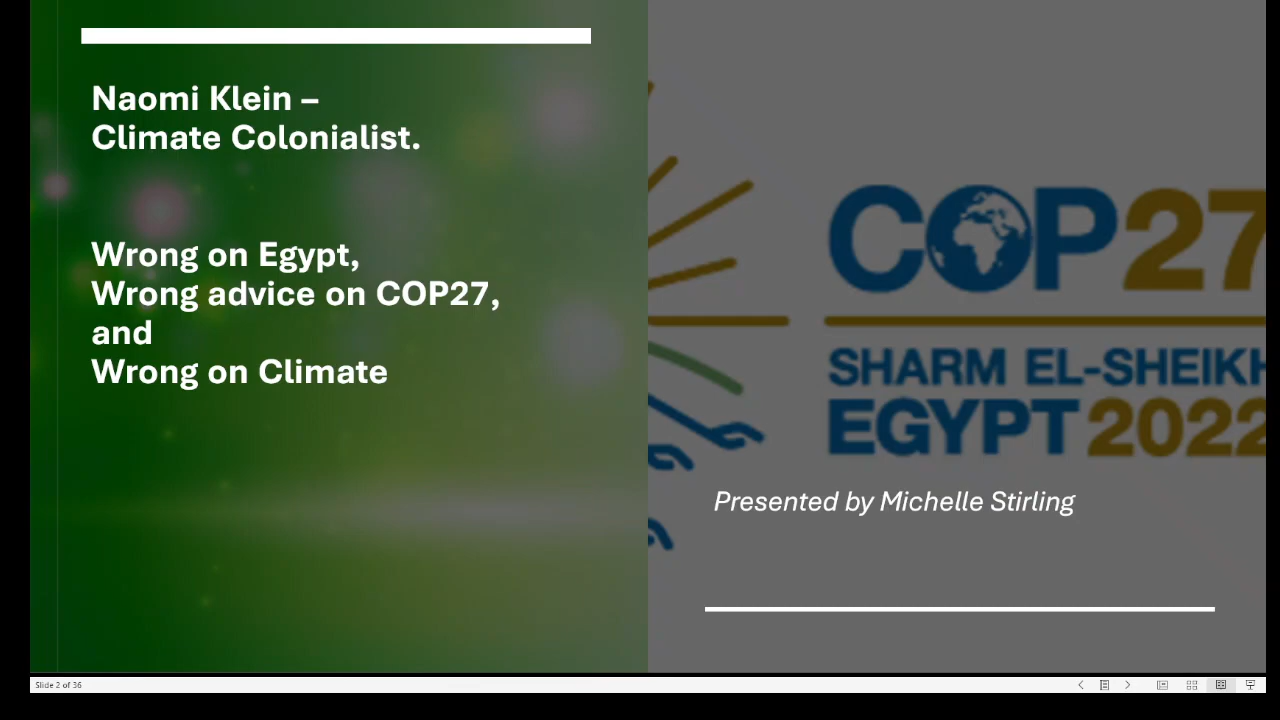 Naomi Klein –
Climate Colonialist.
Wrong on Egypt,
Wrong advice on COP27,
and
Wrong on Climate
COP27
SHARM EL-SHEIKH
EGYPT 2022
Presented by Michelle Stirling
Slide 2 of 36